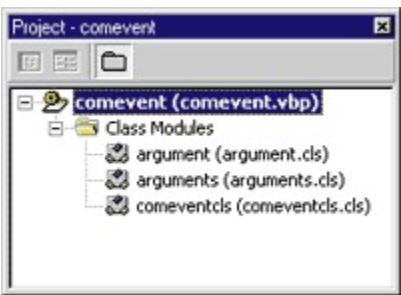 Project - comevent
comevent (comevent.vbp)
Class Modules
argument (argument.cls)
arguments (arguments.cls)
comeventcls (comeventcls.cls)